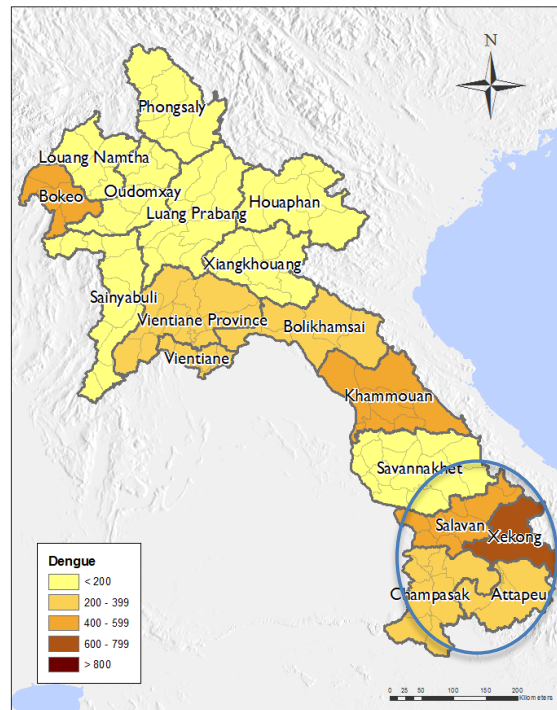 N
Phongsaly
Louang Namtha
Bokeo
Oudomxay
Luang Prabang
Houaphan
Xiangkhouang
Sainyabuli
Vientiane Province
Bolikhamsai
Vientiane
Khammouan
Savannakhet
Salavan
Xekong
Champasak
Attapeu
Dengue
< 200
200 - 399
400 - 599
600 - 799
> 800
0 25 50 100 150 200
Kilometers